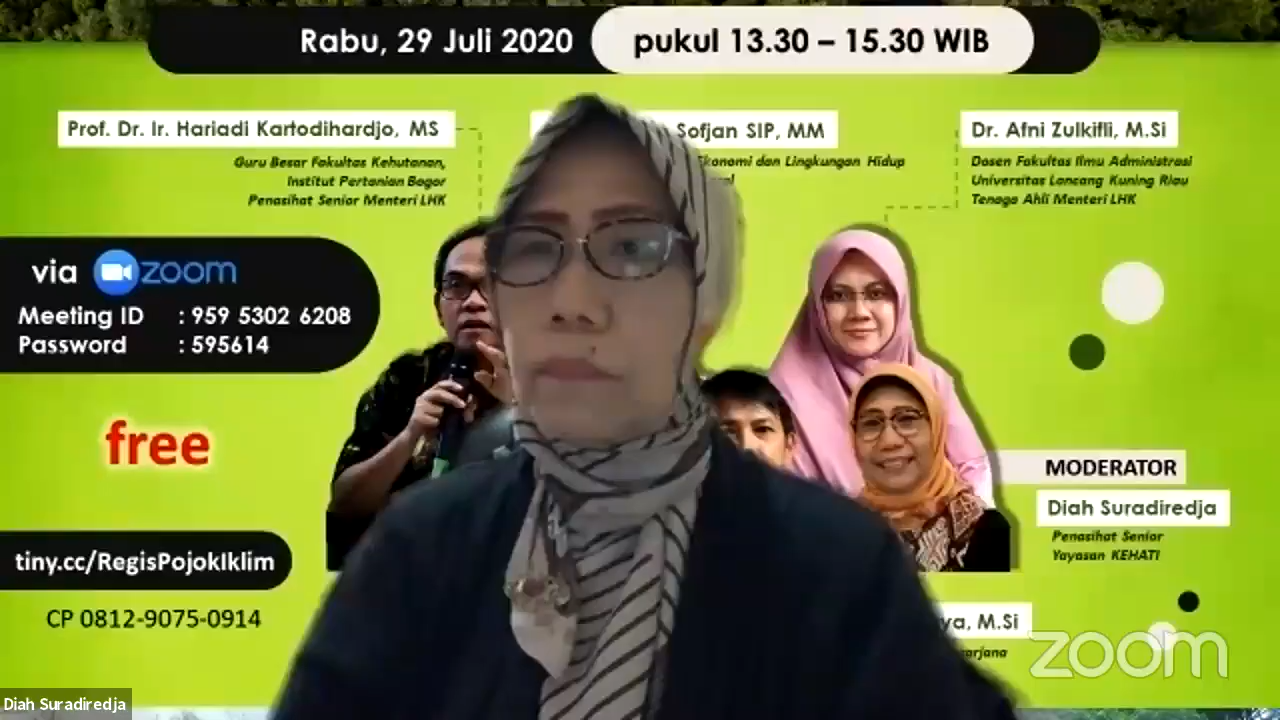 Rabu, 29 Juli 2020
pukul 13.30 – 15.30 WIB
Prof. Dr. Ir. Hariadi Kartodihardjo, MS
Guru Besar Fakultas Kehutanan,
Institut Pertanian Bogor
Penasihat Senior Menteri LHK
Sofjan SIP, MM
Ekonomi dan Lingkungan Hidup
Dr. Afni Zulkifli, M.Si
Dosen Fakultas Ilmu Administrasi
Universitas Lancang Kuning Riau
Tenaga Ahli Menteri LHK
via zoom
Meeting ID : 959 5302 6208
Password : 595614
free
tiny.cc/RegisPojokIklim
CP 0812-9075-0914
MODERATOR
Diah Suradiredja
Penasihat Senior
Yayasan KEHATI
M.Si
zoom
Diah Suradiredja